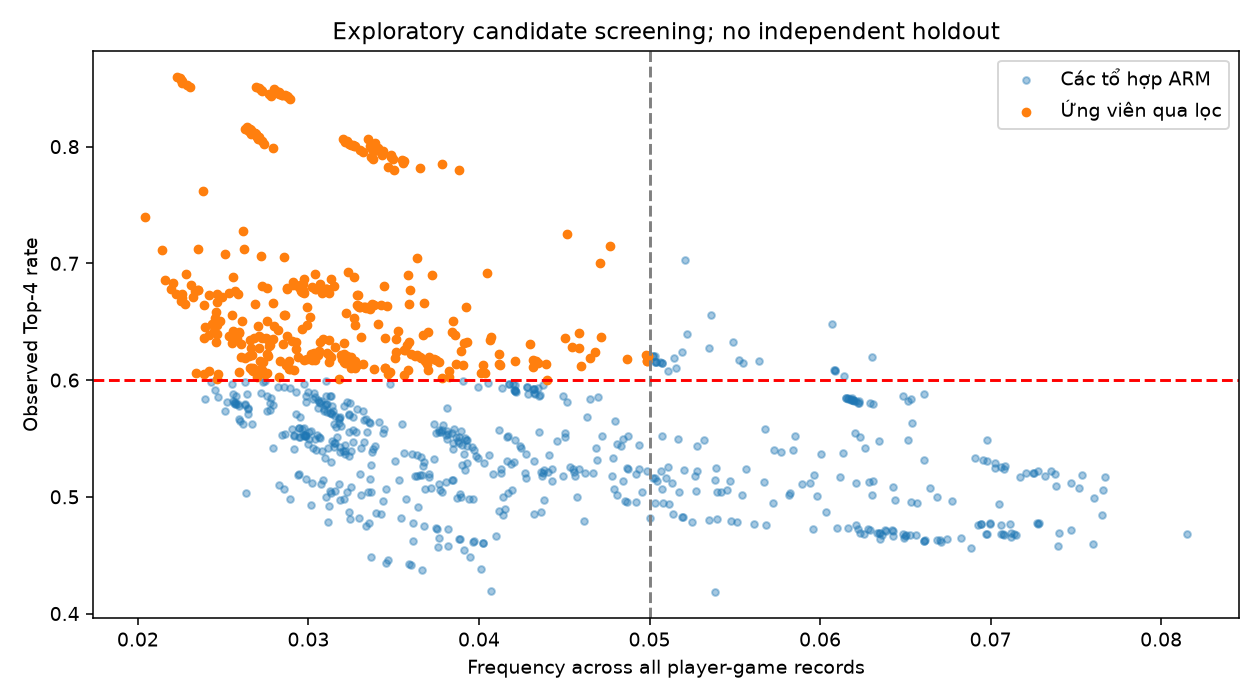 Exploratory candidate screening; no independent holdout
Các tổ hợp ARM
Ứng viên qua lọc
Observed Top-4 rate
0.8
0.7
0.6
0.5
0.4
0.02
0.03
0.04
0.05
0.06
0.07
0.08
Frequency across all player-game records